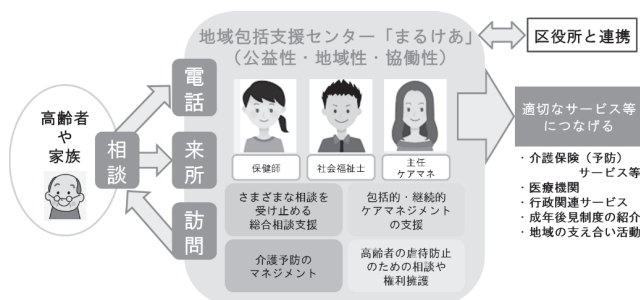 地域包括支援センター「まるけあ」
（公益性・地域性・協働性）
区役所と連携
高齢者
や
家族
相談
電話
来所
訪問
保健師
社会福祉士
主任
ケアマネ
さまざまな相談を
受け止める
総合相談支援
包括的・継続的
ケアマネジメント
の支援
介護予防の
マネジメント
高齢者の虐待防止
のための相談や
権利擁護
適切なサービス等
につなげる
・介護保険（予防）
サービス等
・医療機関
・行政関連サービス
・成年後見制度の紹介
・地域の支え合い活動